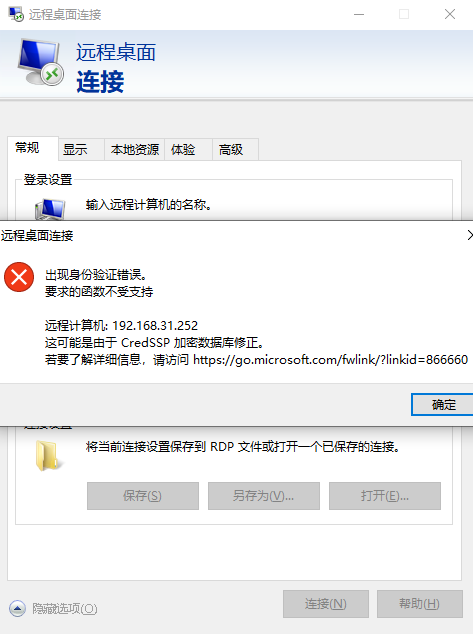 远程桌面连接
远程桌面
连接
常规 显示 本地资源 体验 高级
登录设置
输入远程计算机的名称。
远程桌面连接
出现身份验证错误。
要求的函数不受支持
远程计算机: 192.168.31.252
这可能是由于 CredSSP 加密数据库修正。
若要了解详细信息，请访问 https://go.microsoft.com/fwlink/?linkid=866660
确定
连接设置
将当前连接设置保存到 RDP 文件或打开一个已保存的连接。
保存(S) 另存为(V)... 打开(E)...
隐藏选项(O) 连接(N) 帮助(H)